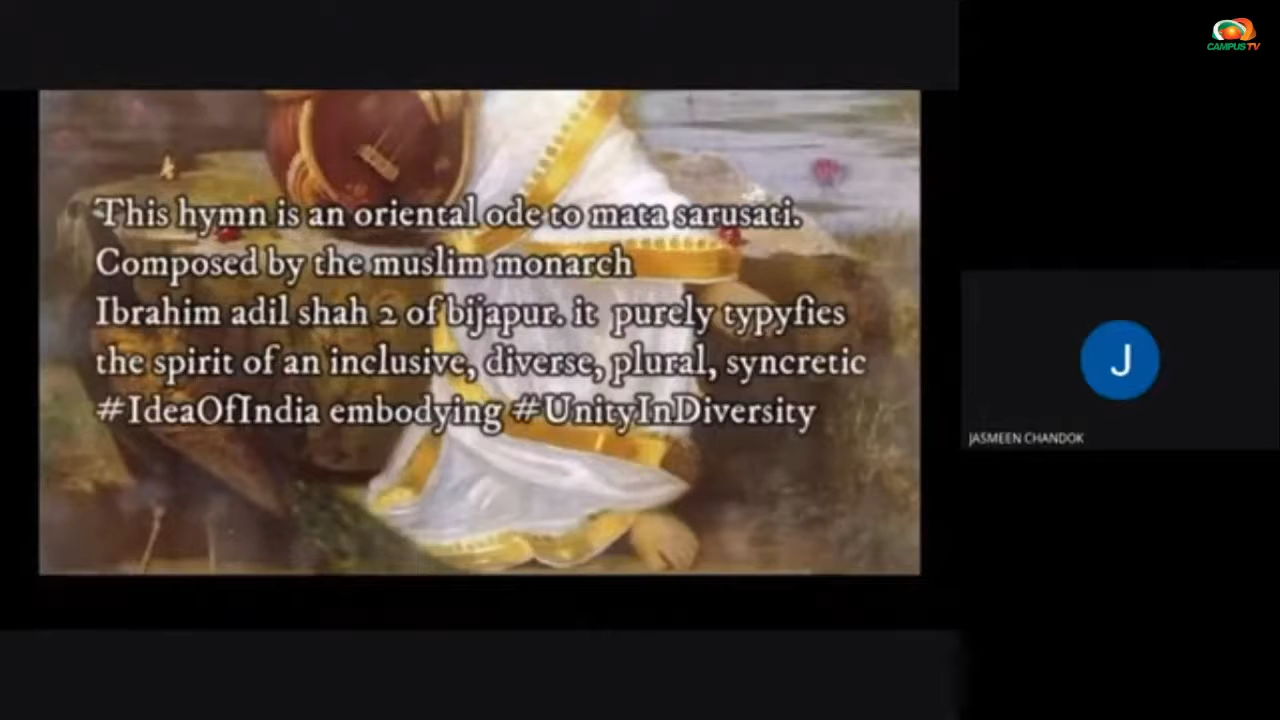 CAMPUS TV
This hymn is an oriental ode to mata sarusati.
Composed by the muslim monarch
Ibrahim adil shah 2 of bijapur. it purely typyfies
the spirit of an inclusive, diverse, plural, syncretic
#IdeaOfIndia embodying #UnityInDiversity
J
JASMEEN CHANDOK